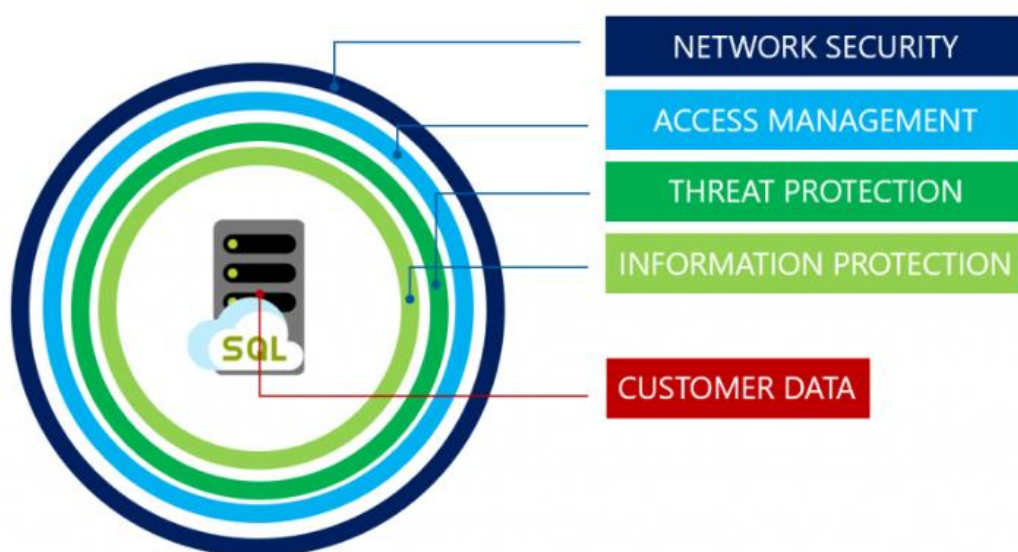 NETWORK SECURITY
ACCESS MANAGEMENT
THREAT PROTECTION
INFORMATION PROTECTION
SQL
CUSTOMER DATA